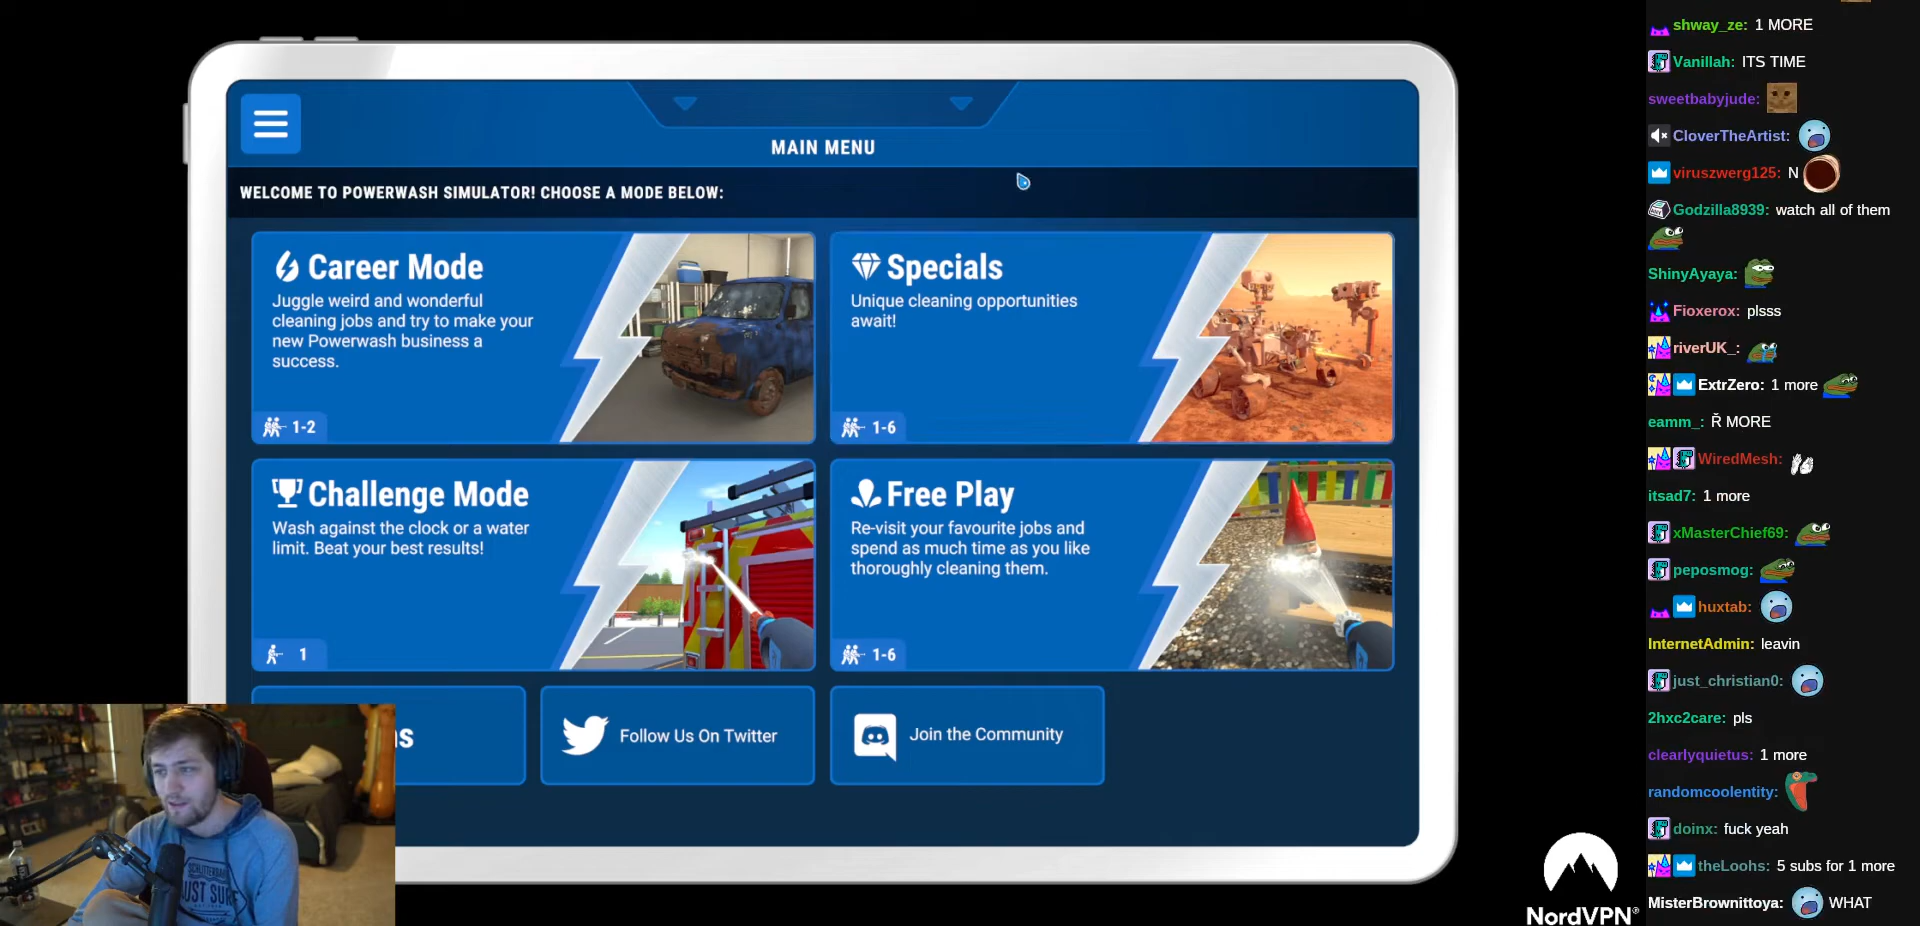 MAIN MENU
WELCOME TO POWERWASH SIMULATOR! CHOOSE A MODE BELOW:
Career Mode
Juggle weird and wonderful
cleaning jobs and try to make your
new Powerwash business a
success.
1-2
Specials
Unique cleaning opportunities
await!
1-6
Challenge Mode
Wash against the clock or a water
limit. Beat your best results!
1
Free Play
Re-visit your favourite jobs and
spend as much time as you like
thoroughly cleaning them.
1-6
Follow Us On Twitter
Join the Community
NordVPN®
shway_ze: 1 MORE
Vanillah: ITS TIME
sweetbabyjude:
CloverTheArtist:
viruszwerg125: N
Godzilla8939: watch all of them
ShinyAyaya:
Fioxerox: plsss
riverUK_:
ExtrZero: 1 more
eamm_: Ř MORE
WiredMesh:
itsad7: 1 more
xMasterChief69:
peposmog:
huxtab:
InternetAdmin: leavin
just_christian0:
2hxc2care: pls
clearlyquietus: 1 more
randomcoolentity:
doinx: fuck yeah
theLoohs: 5 subs for 1 more
MisterBrownittoya: WHAT